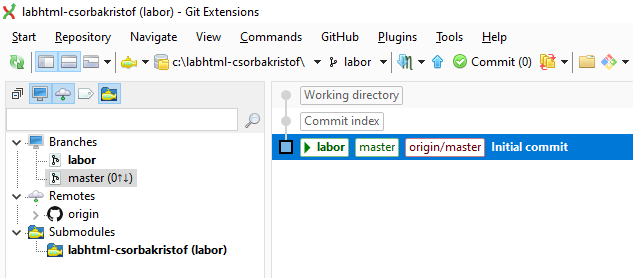 labhtml-csorbakristof (labor) - Git Extensions
Start Repository Navigate View Commands GitHub Plugins Tools Help
c:\labhtml-csorbakristof\ labor Commit (0)
Working directory
Commit index
labor master origin/master Initial commit
Branches
labor
master (0↑↓)
Remotes
origin
Submodules
labhtml-csorbakristof (labor)